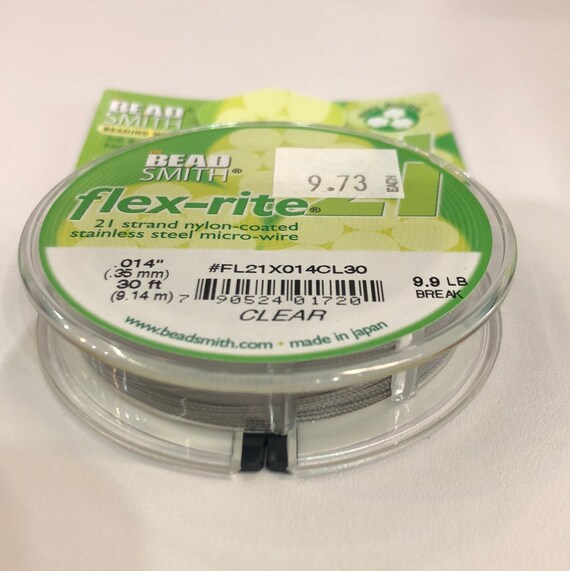 BEAD
SMITH
BEADING
THE
BEAD
SMITH®
9.73
EACH
flex-rite® 21
21 strand nylon-coated
stainless steel micro-wire
.014"
(.35 mm)
30 ft
(9.14 m)
#FL21X014CL30
7 90524 01720
CLEAR
9.9 LB
BREAK
www.beadsmith.com • made in japan